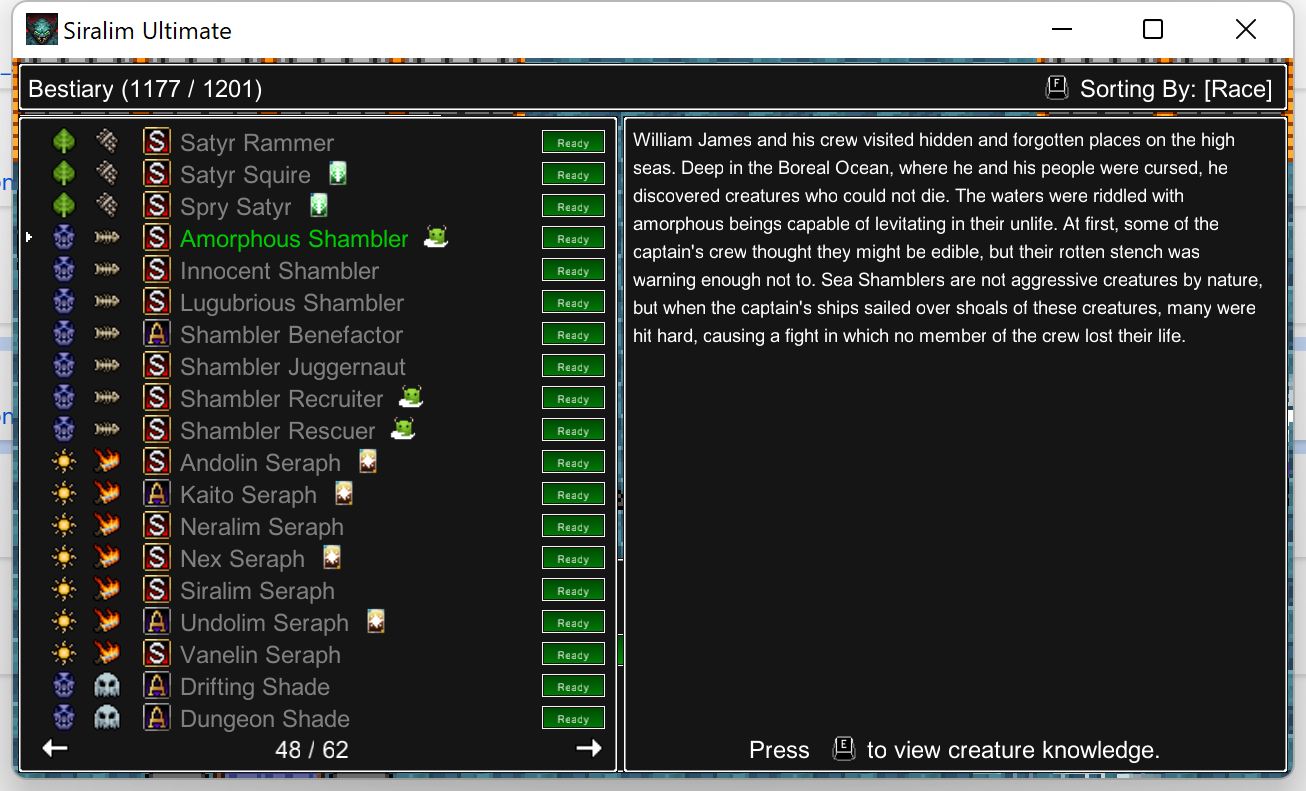 Siralim Ultimate
Bestiary (1177 / 1201)
F Sorting By: [Race]
S Satyr Rammer Ready
S Satyr Squire Ready
S Spry Satyr Ready
S Amorphous Shambler Ready
S Innocent Shambler Ready
S Lugubrious Shambler Ready
A Shambler Benefactor Ready
S Shambler Juggernaut Ready
S Shambler Recruiter Ready
S Shambler Rescuer Ready
S Andolin Seraph Ready
A Kaito Seraph Ready
S Neralim Seraph Ready
S Nex Seraph Ready
S Siralim Seraph Ready
A Undolim Seraph Ready
S Vanelin Seraph Ready
A Drifting Shade Ready
A Dungeon Shade Ready
48 / 62
William James and his crew visited hidden and forgotten places on the high
seas. Deep in the Boreal Ocean, where he and his people were cursed, he
discovered creatures who could not die. The waters were riddled with
amorphous beings capable of levitating in their unlife. At first, some of the
captain's crew thought they might be edible, but their rotten stench was
warning enough not to. Sea Shamblers are not aggressive creatures by nature,
but when the captain's ships sailed over shoals of these creatures, many were
hit hard, causing a fight in which no member of the crew lost their life.
Press E to view creature knowledge.